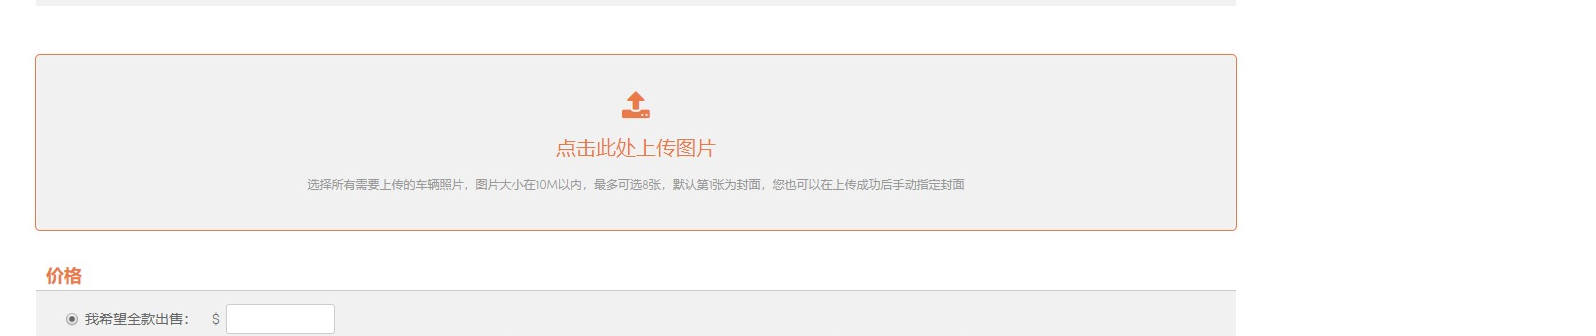 点击此处上传图片
选择所有需要上传的车辆照片，图片大小在10M以内，最多可选8张，默认第1张为封面，您也可以在上传成功后手动指定封面
价格
我希望全款出售： $